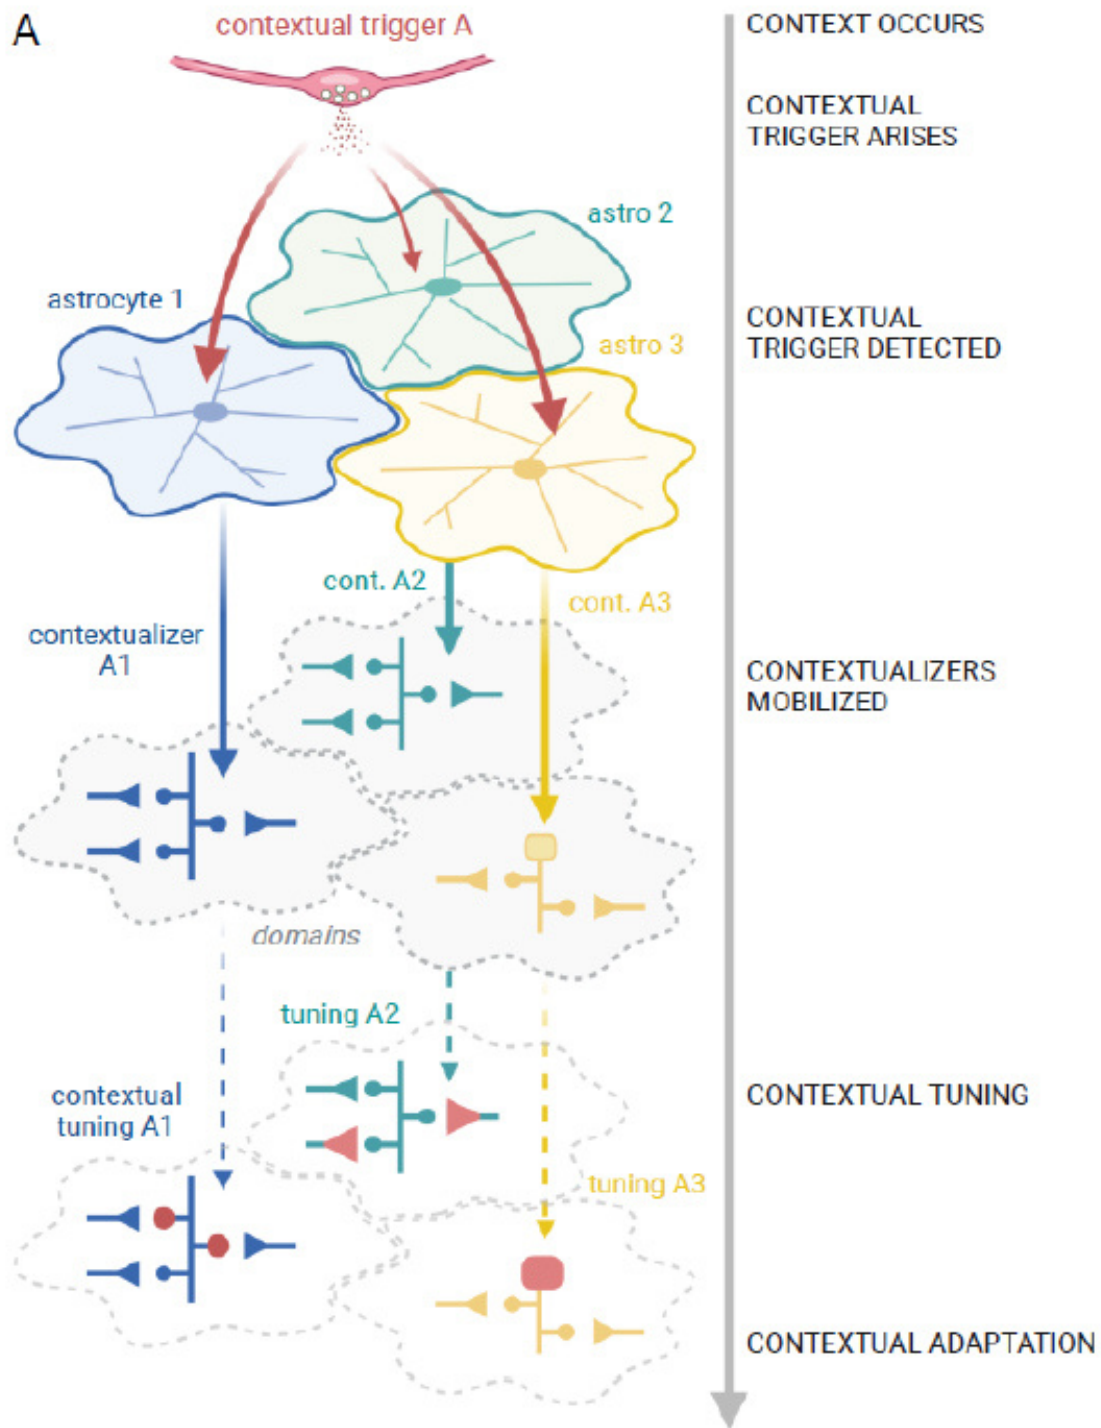 A
contextual trigger A
CONTEXT OCCURS
CONTEXTUAL
TRIGGER ARISES
astro 2
astrocyte 1
astro 3
CONTEXTUAL
TRIGGER DETECTED
cont. A2
cont. A3
contextualizer
A1
CONTEXTUALIZERS
MOBILIZED
domains
tuning A2
contextual
tuning A1
CONTEXTUAL TUNING
tuning A3
CONTEXTUAL ADAPTATION